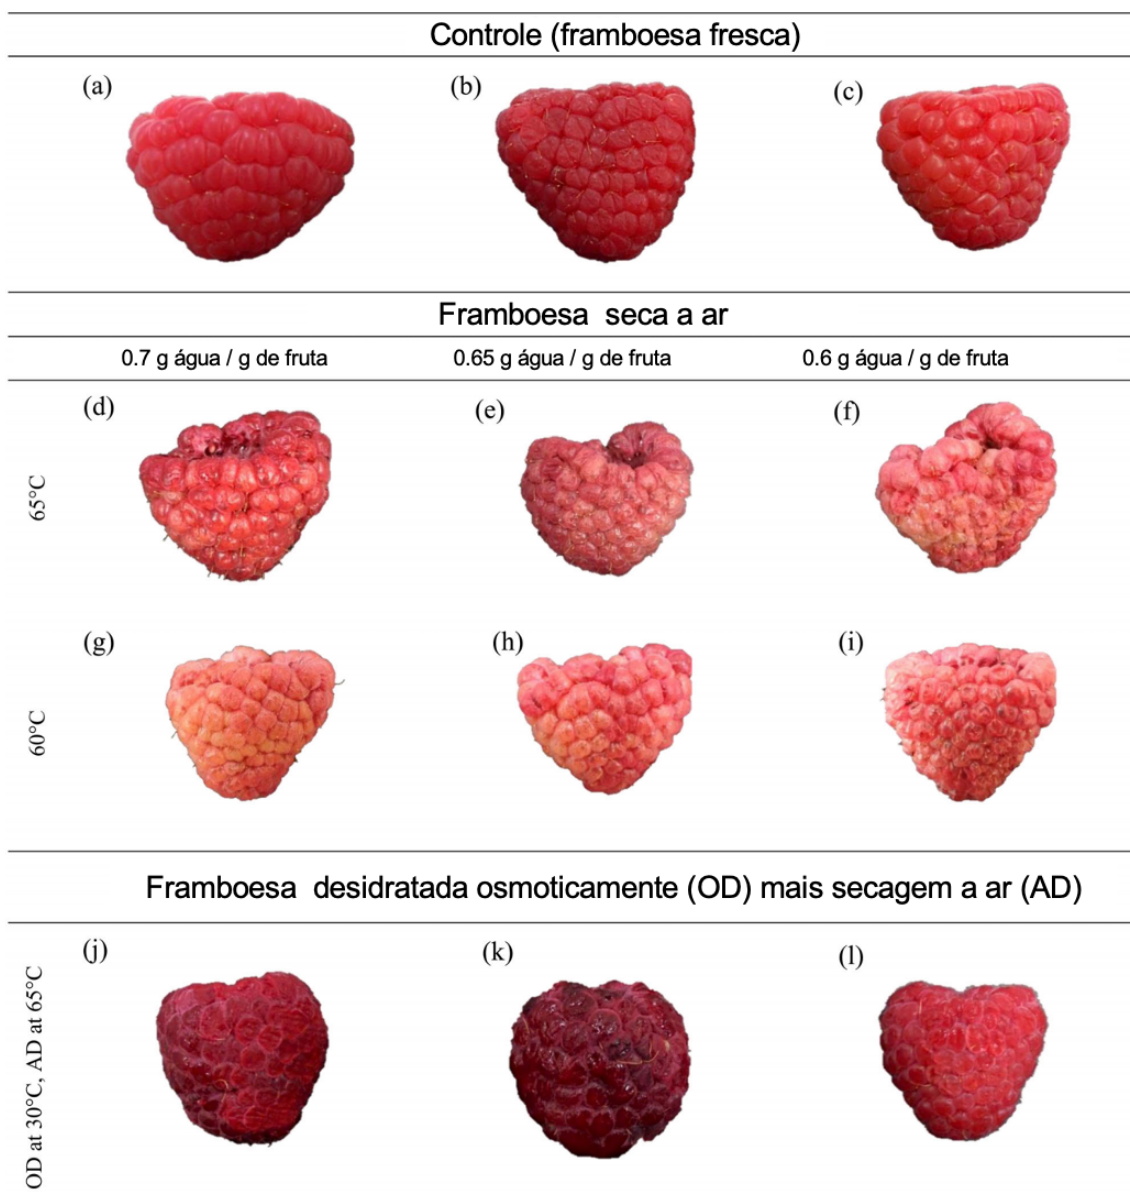 Controle (framboesa fresca)
(a)
(b)
(c)
Framboesa seca a ar
0.7 g água / g de fruta
0.65 g água / g de fruta
0.6 g água / g de fruta
65°C
(d)
(e)
(f)
60°C
(g)
(h)
(i)
Framboesa desidratada osmoticamente (OD) mais secagem a ar (AD)
OD at 30°C, AD at 65°C
(j)
(k)
(l)